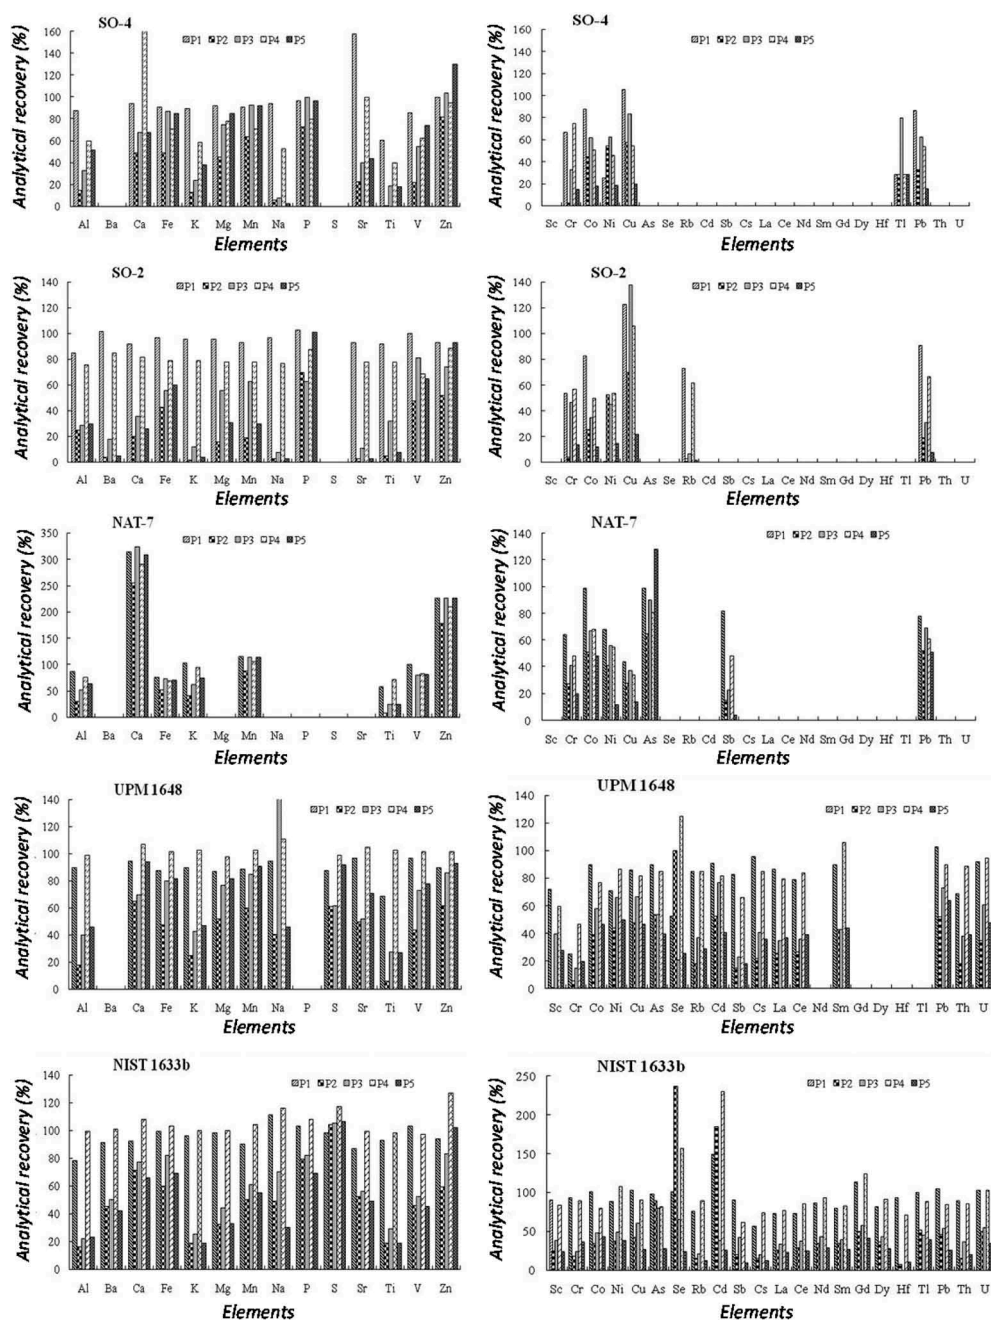 SO-4
Analytical recovery (%)
P1 P2 P3 P4 P5
160
140
120
100
80
60
40
20
0
Al Ba Ca Fe K Mg Mn Na P S Sr Ti V Zn
Elements
SO-4
Analytical recovery (%)
P1 P2 P3 P4 P5
160
140
120
100
80
60
40
20
0
Sc Cr Co Ni Cu As Se Rb Cd Sb Cs La Ce Nd Sm Gd Dy Hf Tl Pb Th U
Elements
SO-2
Analytical recovery (%)
P1 P2 P3 P4 P5
140
120
100
80
60
40
20
0
Al Ba Ca Fe K Mg Mn Na P S Sr Ti V Zn
Elements
SO-2
Analytical recovery (%)
P1 P2 P3 P4 P5
140
120
100
80
60
40
20
0
Sc Cr Co Ni Cu As Se Rb Cd Sb Cs La Ce Nd Sm Gd Dy Hf Tl Pb Th U
Elements
NAT-7
Analytical recovery (%)
P1 P2 P3 P4 P5
350
300
250
200
150
100
50
0
Al Ba Ca Fe K Mg Mn Na P S Sr Ti V Zn
Elements
NAT-7
Analytical recovery (%)
P1 P2 P3 P4 P5
140
120
100
80
60
40
20
0
Sc Cr Co Ni Cu As Se Rb Cd Sb Cs La Ce Nd Sm Gd Dy Hf Tl Pb Th U
Elements
UPM 1648
Analytical recovery (%)
P1 P2 P3 P4 P5
140
120
100
80
60
40
20
0
Al Ba Ca Fe K Mg Mn Na P S Sr Ti V Zn
Elements
UPM 1648
Analytical recovery (%)
P1 P2 P3 P4 P5
140
120
100
80
60
40
20
0
Sc Cr Co Ni Cu As Se Rb Cd Sb Cs La Ce Nd Sm Gd Dy Hf Tl Pb Th U
Elements
NIST 1633b
Analytical recovery (%)
P1 P2 P3 P4 P5
140
120
100
80
60
40
20
0
Al Ba Ca Fe K Mg Mn Na P S Sr Ti V Zn
Elements
NIST 1633b
Analytical recovery (%)
P1 P2 P3 P4 P5
250
200
150
100
50
0
Sc Cr Co Ni Cu As Se Rb Cd Sb Cs La Ce Nd Sm Gd Dy Hf Tl Pb Th U
Elements